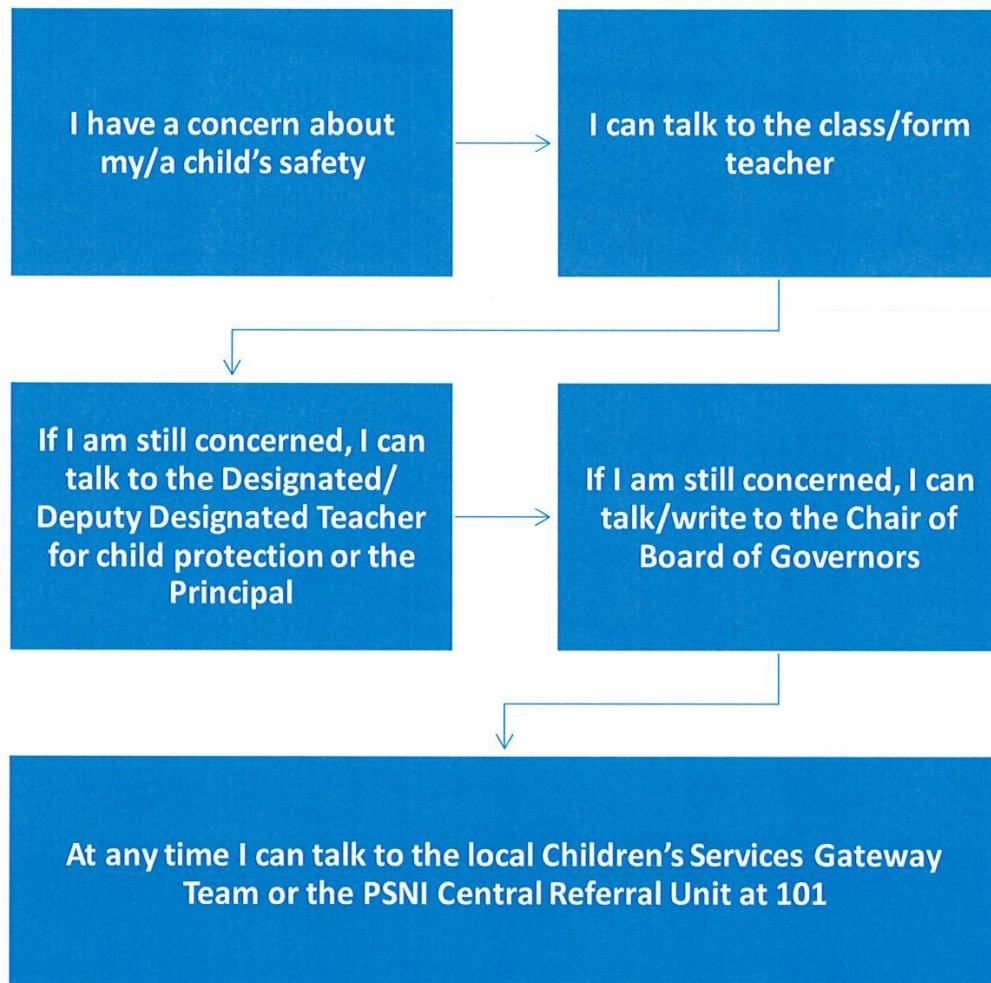 I have a concern about
my/a child's safety
I can talk to the class/form
teacher
If I am still concerned, I can
talk to the Designated/
Deputy Designated Teacher
for child protection or the
Principal
If I am still concerned, I can
talk/write to the Chair of
Board of Governors
At any time I can talk to the local Children's Services Gateway
Team or the PSNI Central Referral Unit at 101